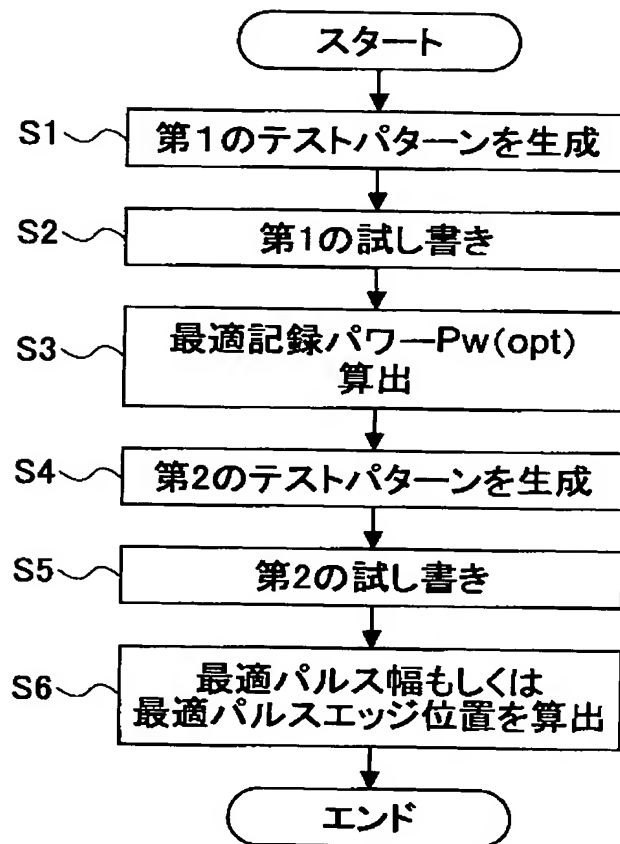 スタート
S1 第1のテストパターンを生成
S2 第1の試し書き
S3 最適記録パワーPw(opt)
算出
S4 第2のテストパターンを生成
S5 第2の試し書き
S6 最適パルス幅もしくは
最適パルスエッジ位置を算出
エンド